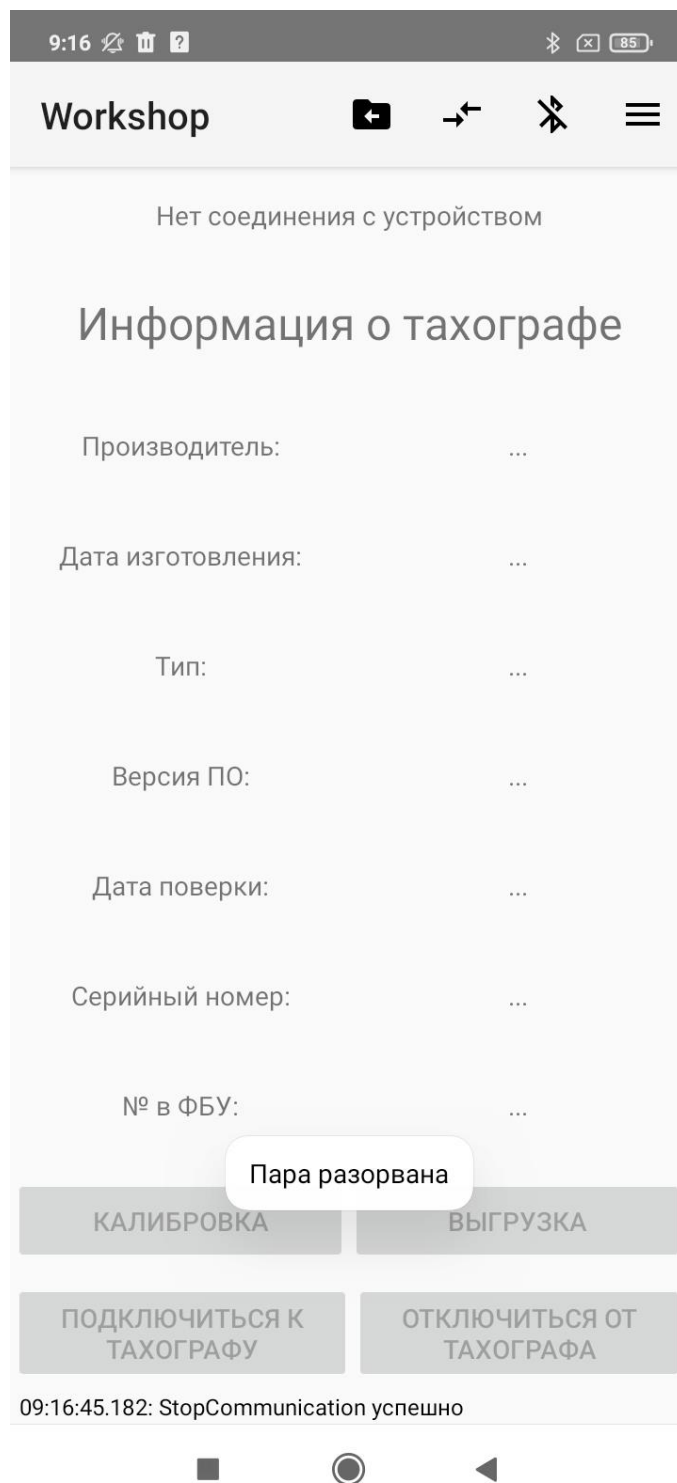 9:16
85
Workshop
Нет соединения с устройством
Информация о тахографе
Производитель: ...
Дата изготовления: ...
Тип: ...
Версия ПО: ...
Дата поверки: ...
Серийный номер: ...
№ в ФБУ: ...
Пара разорвана
КАЛИБРОВКА
ВЫГРУЗКА
ПОДКЛЮЧИТЬСЯ К
ТАХОГРАФУ
ОТКЛЮЧИТЬСЯ ОТ
ТАХОГРАФА
09:16:45.182: StopCommunication успешно